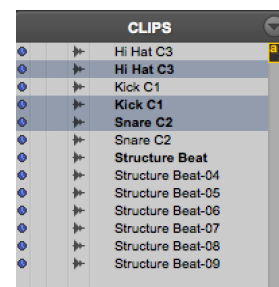 CLIPS
a
Hi Hat C3
Hi Hat C3
Kick C1
Kick C1
Snare C2
Snare C2
Structure Beat
Structure Beat-04
Structure Beat-05
Structure Beat-06
Structure Beat-07
Structure Beat-08
Structure Beat-09